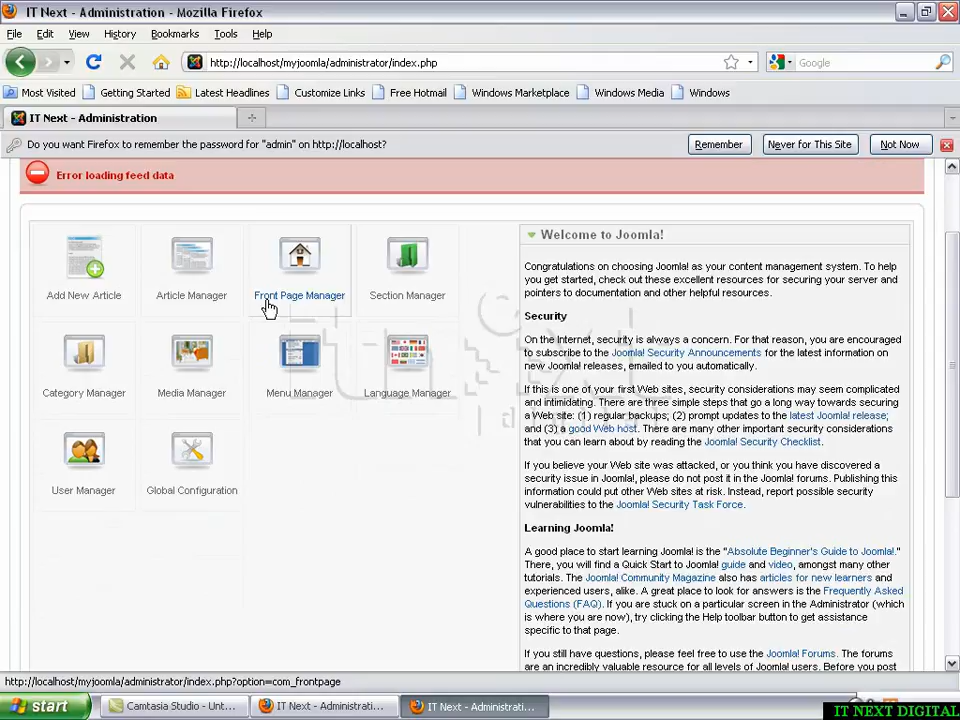 IT Next - Administration - Mozilla Firefox
File Edit View History Bookmarks Tools Help
http://localhost/myjoomla/administrator/index.php
Google
Most Visited Getting Started Latest Headlines Customize Links Free Hotmail Windows Marketplace Windows Media Windows
IT Next - Administration
Do you want Firefox to remember the password for "admin" on http://localhost?
Remember Never for This Site Not Now
Error loading feed data
Add New Article
Article Manager
Front Page Manager
Section Manager
Category Manager
Media Manager
Menu Manager
Language Manager
User Manager
Global Configuration
Welcome to Joomla!
Congratulations on choosing Joomla! as your content management system. To help
you get started, check out these excellent resources for securing your server and
pointers to documentation and other helpful resources.
Security
On the Internet, security is always a concern. For that reason, you are encouraged
to subscribe to the Joomla! Security Announcements for the latest information on
new Joomla! releases, emailed to you automatically.
If this is one of your first Web sites, security considerations may seem complicated
and intimidating. There are three simple steps that go a long way towards securing
a Web site: (1) regular backups; (2) prompt updates to the latest Joomla! release;
and (3) a good Web host. There are many other important security considerations
that you can learn about by reading the Joomla! Security Checklist.
If you believe your Web site was attacked, or you think you have discovered a
security issue in Joomla!, please do not post it in the Joomla! forums. Publishing this
information could put other Web sites at risk. Instead, report possible security
vulnerabilities to the Joomla! Security Task Force.
Learning Joomla!
A good place to start learning Joomla! is the "Absolute Beginner's Guide to Joomla!."
There, you will find a Quick Start to Joomla! guide and video, amongst many other
tutorials. The Joomla! Community Magazine also has articles for new learners and
experienced users, alike. A great place to look for answers is the Frequently Asked
Questions (FAQ). If you are stuck on a particular screen in the Administrator (which
is where you are now), try clicking the Help toolbar button to get assistance
specific to that page.
If you still have questions, please feel free to use the Joomla! Forums. The forums
are an incredibly valuable resource for all levels of Joomla! users. Before you post
http://localhost/myjoomla/administrator/index.php?option=com_frontpage
start Camtasia Studio - Unt... IT Next - Administrati... IT Next - Administrati...
IT NEXT DIGITAL